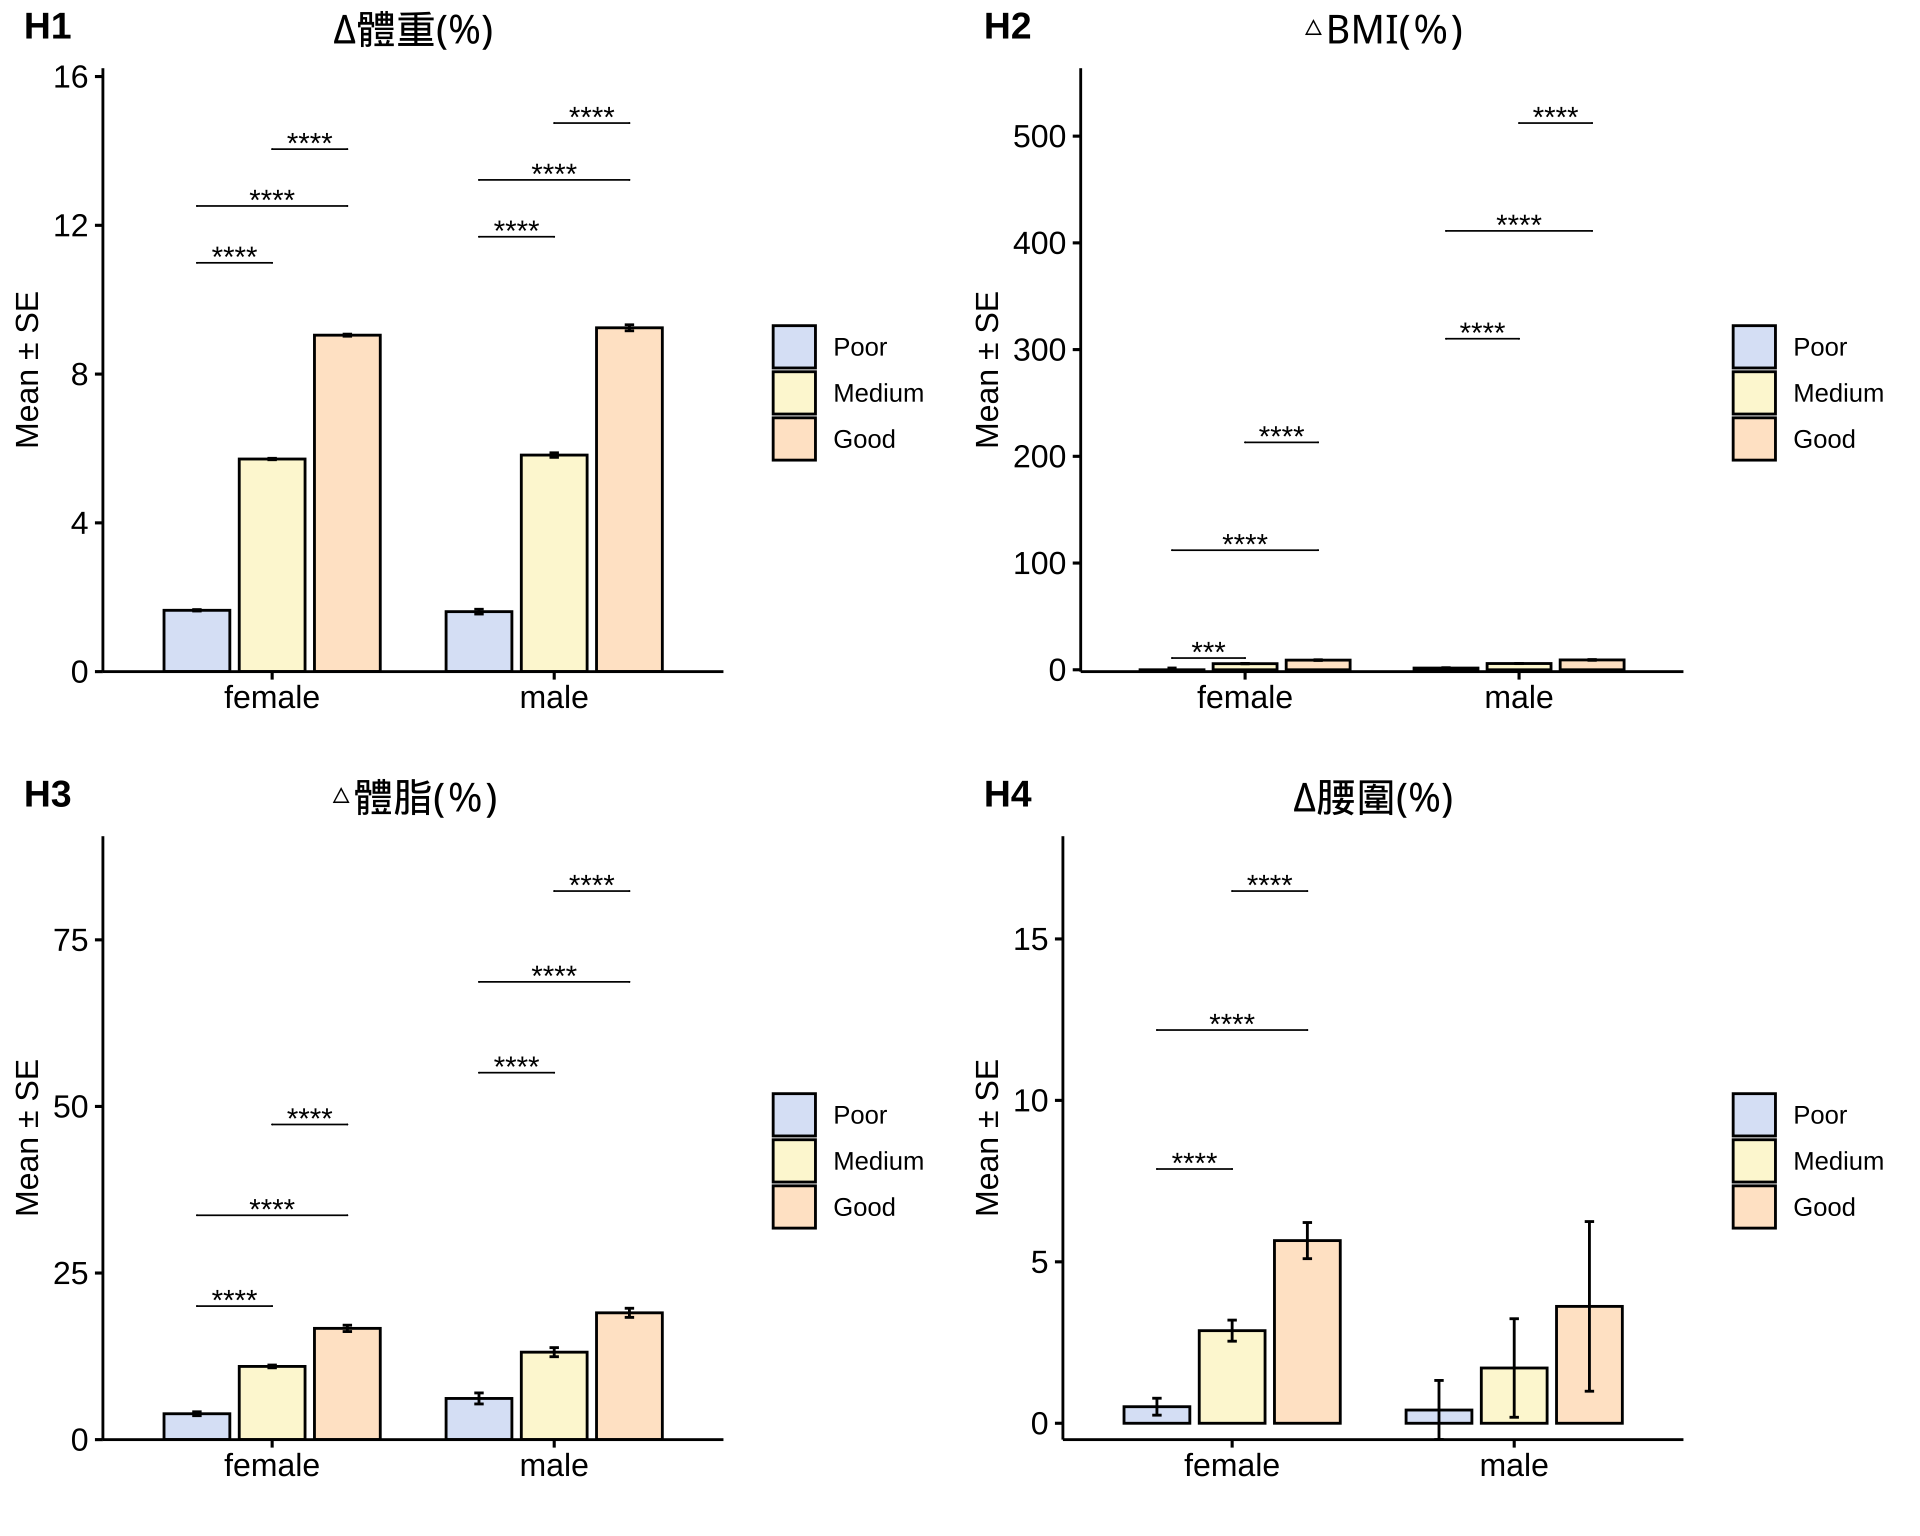 H1
Δ體重(%)
16
12
8
4
0
Mean ± SE
****
****
****
****
****
****
female
male
Poor
Medium
Good
H2
△BMI(%)
500
400
300
200
100
0
Mean ± SE
****
****
***
****
****
****
female
male
Poor
Medium
Good
H3
△體脂(%)
75
50
25
0
Mean ± SE
****
****
****
****
****
****
female
male
Poor
Medium
Good
H4
Δ腰圍(%)
15
10
5
0
Mean ± SE
****
****
****
female
male
Poor
Medium
Good